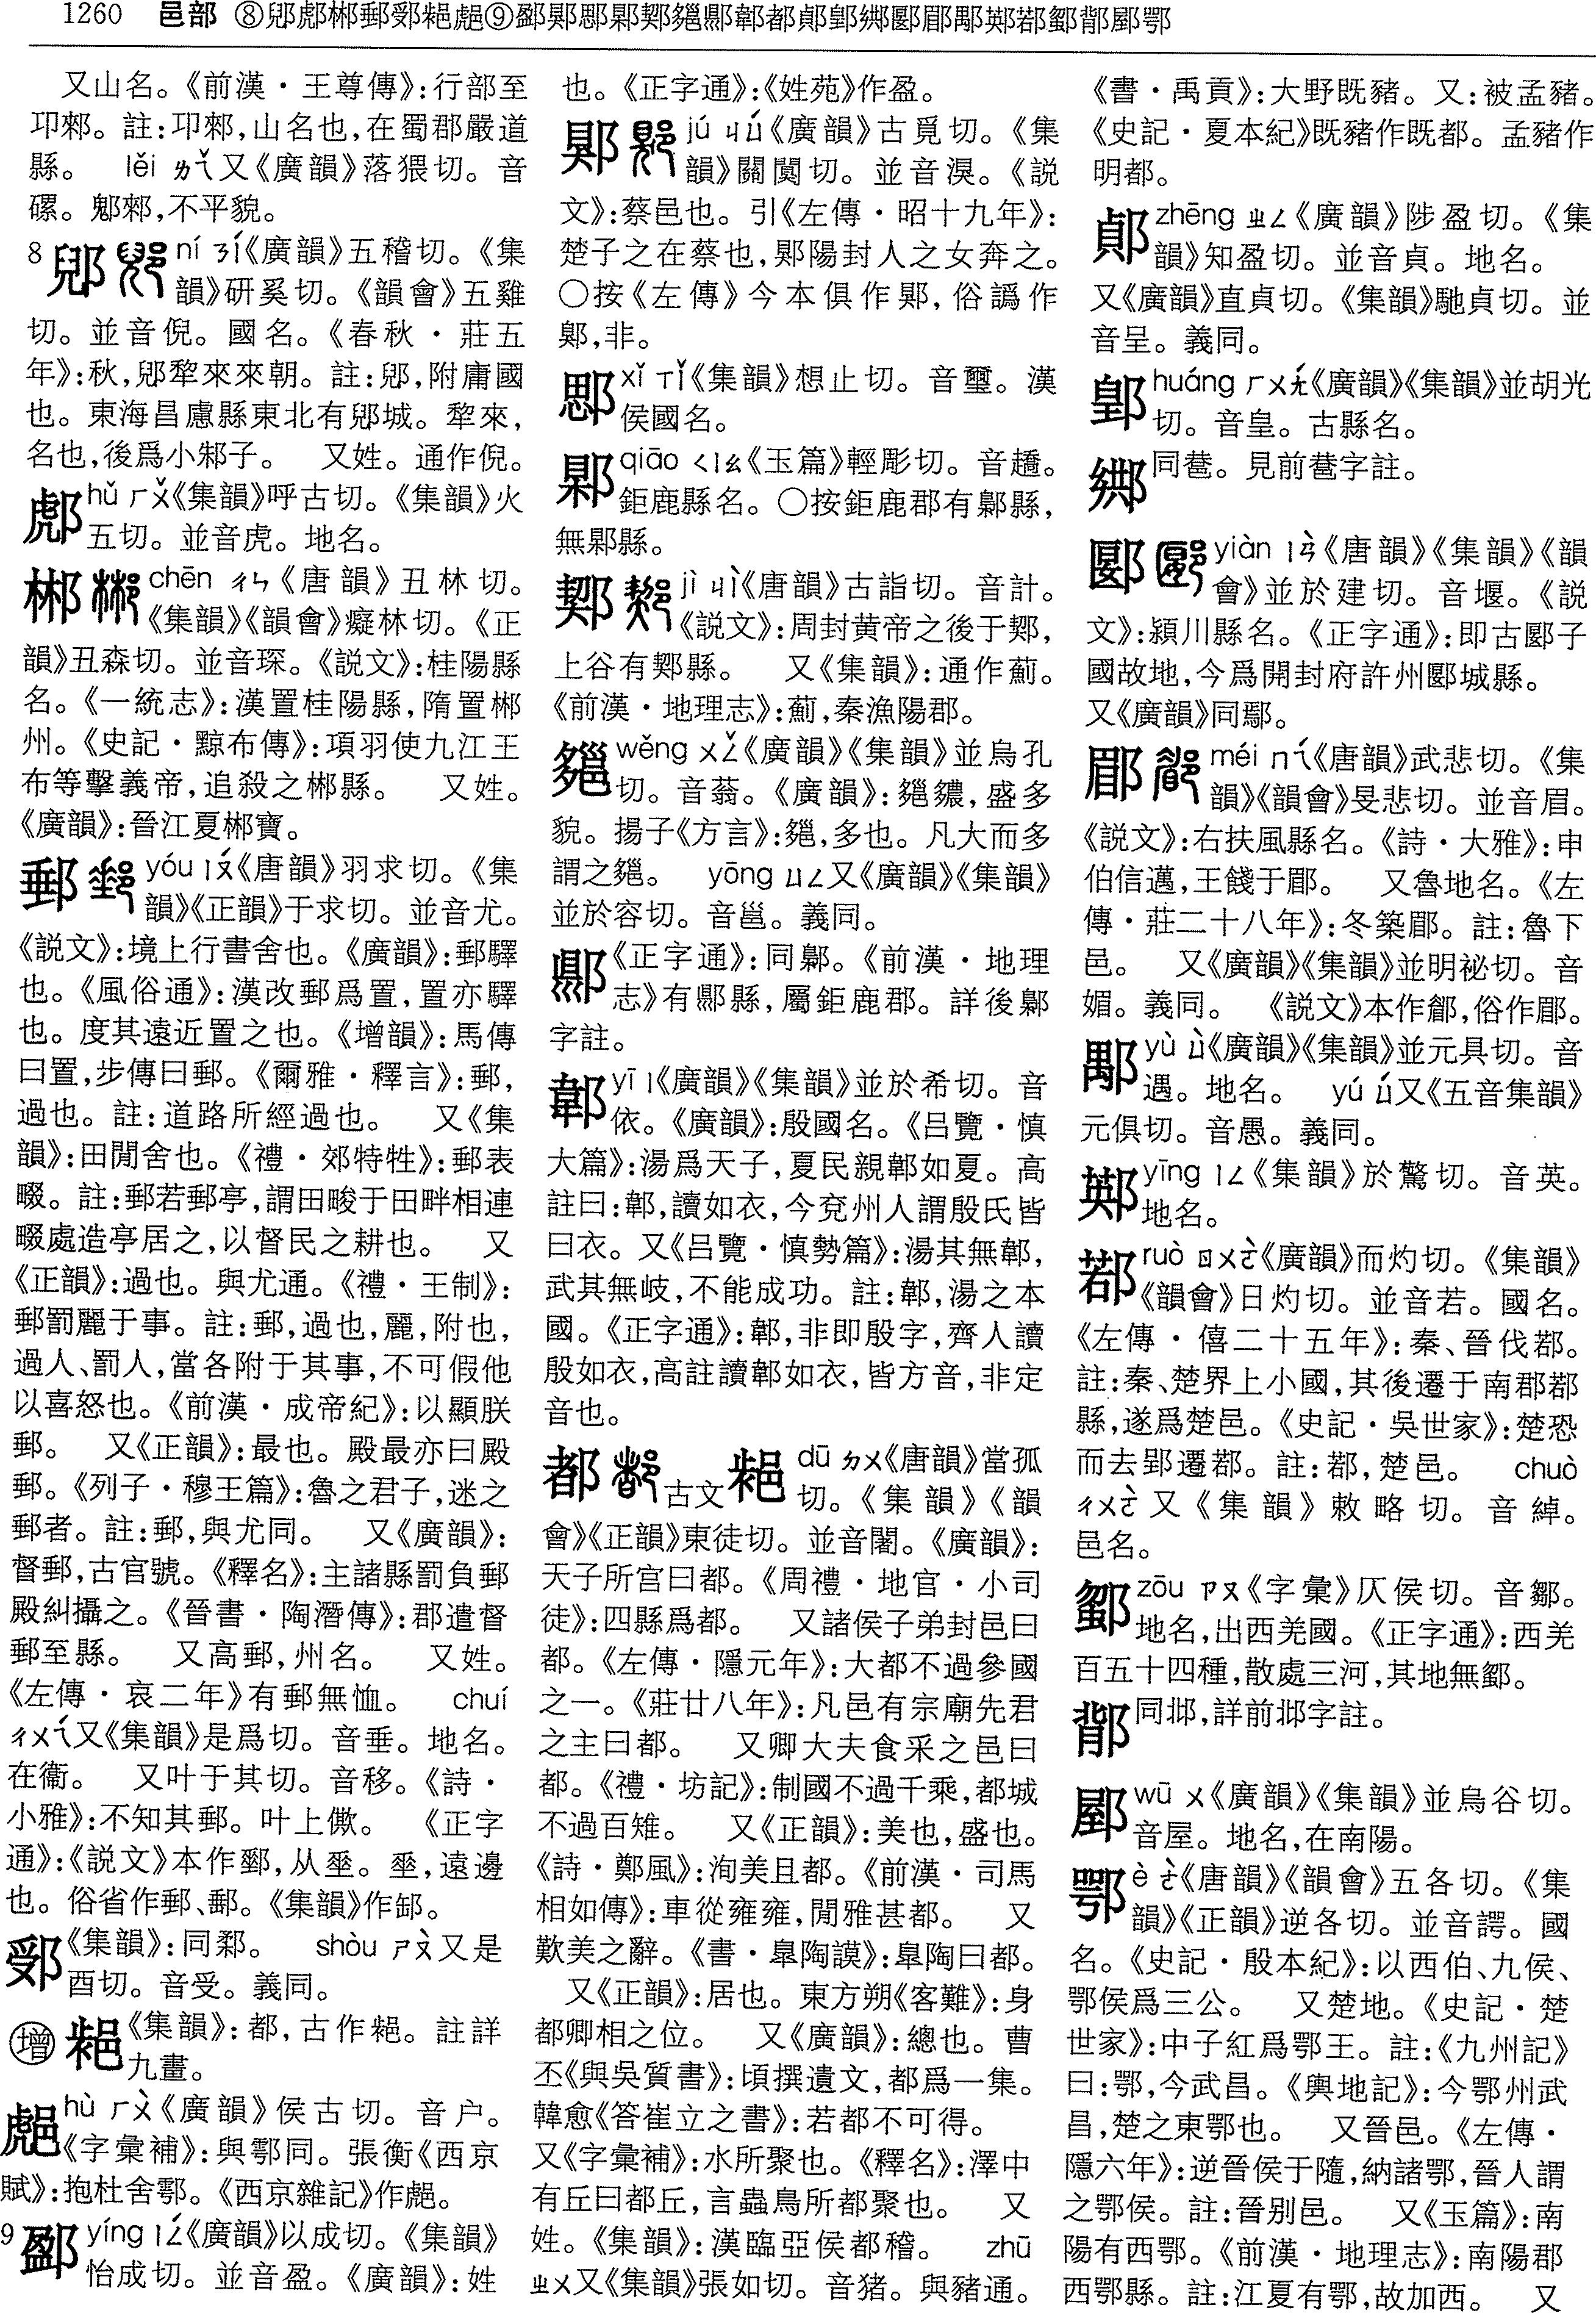 1260 邑部 ⑧郳郕郴郵𨛭𨛷𨜓⑨䣐郹鄎鄡鄚𨜵鄡鄣都鄓鄓鄉郾郿鄅鄓鄀鄒郥鄓鄂
又山名。《前漢·王尊傳》:行部至
邛郲。註:邛郲,山名也,在蜀郡嚴道
縣。 lěi ㄌㄟˇ又《廣韻》落猥切。音
磥。䣀郲,不平貌。
8 郳 ní ㄋㄧˊ《廣韻》五稽切。《集
韻》研奚切。《韻會》五雞
切。並音倪。國名。《春秋·莊五
年》:秋,郳犂來來朝。註:郳,附庸國
也。東海昌慮縣東北有郳城。犂來,
名也,後爲小邾子。 又姓。通作倪。
hǔ ㄏㄨˇ《集韻》呼古切。《集韻》火
五切。並音虎。地名。
郴 chēn ㄔㄣ《唐韻》丑林切。
《集韻》《韻會》癡林切。《正
韻》丑森切。並音琛。《説文》:桂陽縣
名。《一統志》:漢置桂陽縣,隋置郴
州。《史記·黥布傳》:項羽使九江王
布等擊義帝,追殺之郴縣。 又姓。
《廣韻》:晉江夏郴寶。
郵 yóu ㄧㄡˊ《唐韻》羽求切。《集
韻》《正韻》于求切。並音尤。
《説文》:境上行書舍也。《廣韻》:郵驛
也。《風俗通》:漢改郵爲置,置亦驛
也。度其遠近置之也。《增韻》:馬傳
曰置,步傳曰郵。《爾雅·釋言》:郵,
過也。註:道路所經過也。 又《集
韻》:田閒舍也。《禮·郊特牲》:郵表
畷。註:郵若郵亭,謂田畯于田畔相連
畷處造亭居之,以督民之耕也。 又
《正韻》:過也。與尤通。《禮·王制》:
郵罰麗于事。註:郵,過也,麗,附也,
過人、罰人,當各附于其事,不可假他
以喜怒也。《前漢·成帝紀》:以顯朕
郵。 又《正韻》:最也。殿最亦曰殿
郵。《列子·穆王篇》:魯之君子,迷之
郵者。註:郵,與尤同。 又《廣韻》:
督郵,古官號。《釋名》:主諸縣罰負郵
殿糾攝之。《晉書·陶潛傳》:郡遣督
郵至縣。 又高郵,州名。 又姓。
《左傳·哀二年》有郵無恤。 chuí
ㄔㄨㄟˊ又《集韻》是爲切。音垂。地名。
在衞。 又叶于其切。音移。《詩·
小雅》:不知其郵。叶上僛。 《正字
通》:《説文》本作𨝊,从垂。垂,遠邊
也。俗省作郵、𨛴。《集韻》作卸。
《集韻》:同䣅。 shòu ㄕㄡˋ又是
酉切。音受。義同。
增 《集韻》:都,古作𨛷。註詳
九畫。
hù ㄏㄨˋ《廣韻》侯古切。音户。
《字彙補》:與鄠同。張衡《西京
賦》:抱杜含鄠。《西京雜記》作𨜓。
9 yíng ㄧㄥˊ《廣韻》以成切。《集韻》
怡成切。並音盈。《廣韻》:姓
也。《正字通》:《姓苑》作盈。
郹 jú ㄐㄩˊ《廣韻》古覓切。《集
韻》闚闃切。並音湨。《説
文》:蔡邑也。引《左傳·昭十九年》:
楚子之在蔡也,郹陽封人之女奔之。
○按《左傳》今本俱作郹,俗譌作
鄓,非。
xǐ ㄒㄧˇ《集韻》想止切。音璽。漢
侯國名。
鄡 qiāo ㄑㄧㄠ《玉篇》輕彫切。音趫。
鉅鹿縣名。○按鉅鹿郡有鄡縣,
無鄡縣。
jì ㄐㄧˋ《唐韻》古詣切。音計。
《説文》:周封黄帝之後于鄚,
上谷有鄚縣。 又《集韻》:通作薊。
《前漢·地理志》:薊,秦漁陽郡。
wěng ㄨㄥˇ《廣韻》《集韻》並烏孔
切。音蓊。《廣韻》:𨜵䢉,盛多
貌。揚子《方言》:𨜵,多也。凡大而多
謂之𨜵。 yōng ㄩㄥ又《廣韻》《集韻》
並於容切。音邕。義同。
《正字通》:同鄡。《前漢·地理
志》有鄡縣,屬鉅鹿郡。詳後鄡
字註。
鄣 yī ㄧ《廣韻》《集韻》並於希切。音
依。《廣韻》:殷國名。《吕覽·慎
大篇》:湯爲天子,夏民親郼如夏。高
註曰:郼,讀如衣,今兗州人謂殷氏皆
曰衣。又《吕覽·慎勢篇》:湯其無郼,
武其無岐,不能成功。註:郼,湯之本
國。《正字通》:郼,非即殷字,齊人讀
殷如衣,高註讀郼如衣,皆方音,非定
音也。
都 古文𨛷 dū ㄉㄨ《唐韻》當孤
切。《集韻》《韻
會》《正韻》東徒切。並音闍。《廣韻》:
天子所宮曰都。《周禮·地官·小司
徒》:四縣爲都。 又諸侯子弟封邑曰
都。《左傳·隱元年》:大都不過參國
之一。《莊廿八年》:凡邑有宗廟先君
之主曰都。 又卿大夫食采之邑曰
都。《禮·坊記》:制國不過千乘,都城
不過百雉。 又《正韻》:美也,盛也。
《詩·鄭風》:洵美且都。《前漢·司馬
相如傳》:車從雍雍,閒雅甚都。 又
歎美之辭。《書·臯陶謨》:臯陶曰都。
又《正韻》:居也。東方朔《客難》:身
都卿相之位。 又《廣韻》:總也。曹
丕《與吳質書》:頃撰遺文,都爲一集。
韓愈《答崔立之書》:若都不可得。
又《字彙補》:水所聚也。《釋名》:澤中
有丘曰都丘,言蟲鳥所都聚也。 又
姓。《集韻》:漢臨亞侯都稽。 zhū
ㄓㄨ又《集韻》張如切。音猪。與豬通。
《書·禹貢》:大野既豬。又:被孟豬。
《史記·夏本紀》既豬作既都。孟豬作
明都。
zhēng ㄓㄥ《廣韻》陟盈切。《集
韻》知盈切。並音貞。地名。
又《廣韻》直貞切。《集韻》馳貞切。並
音呈。義同。
huáng ㄏㄨㄤˊ《廣韻》《集韻》並胡光
切。音皇。古縣名。
同巷。見前巷字註。
郾 yiàn ㄧㄢˋ《唐韻》《集韻》《韻
會》並於建切。音堰。《説
文》:潁川縣名。《正字通》:即古郾子
國故地,今爲開封府許州郾城縣。
又《廣韻》同鄢。
郿 méi ㄇㄟˊ《唐韻》武悲切。《集
韻》《韻會》旻悲切。並音眉。
《説文》:右扶風縣名。《詩·大雅》:申
伯信邁,王餞于郿。 又魯地名。《左
傳·莊二十八年》:冬築郿。註:魯下
邑。 又《廣韻》《集韻》並明祕切。音
媚。義同。 《説文》本作𨜔,俗作郿。
鄅 yù ㄩˋ《廣韻》《集韻》並元具切。音
遇。地名。 yú ㄩˊ又《五音集韻》
元俱切。音愚。義同。
yīng ㄧㄥ《集韻》於驚切。音英。
地名。
鄀 ruò ㄖㄨㄛˋ《廣韻》而灼切。《集韻》
《韻會》日灼切。並音若。國名。
《左傳·僖二十五年》:秦、晉伐鄀。
註:秦、楚界上小國,其後遷于南郡鄀
縣,遂爲楚邑。《史記·吳世家》:楚恐
而去郢遷鄀。註:鄀,楚邑。 chuò
ㄔㄨㄛˋ又《集韻》敕略切。音綽。
邑名。
zōu ㄗㄡ《字彙》仄侯切。音鄒。
地名,出西羌國。《正字通》:西羌
百五十四種,散處三河,其地無鄒。
同邶,詳前邶字註。
wū ㄨ《廣韻》《集韻》並烏谷切。
音屋。地名,在南陽。
鄂 è ㄜˋ《唐韻》《韻會》五各切。《集
韻》《正韻》逆各切。並音諤。國
名。《史記·殷本紀》:以西伯、九侯、
鄂侯爲三公。 又楚地。《史記·楚
世家》:中子紅爲鄂王。註:《九州記》
曰:鄂,今武昌。《輿地記》:今鄂州武
昌,楚之東鄂也。 又晉邑。《左傳·
隱六年》:逆晉侯于隨,納諸鄂,晉人謂
之鄂侯。註:晉别邑。 又《玉篇》:南
陽有西鄂。《前漢·地理志》:南陽郡
西鄂縣。註:江夏有鄂,故加西。 又